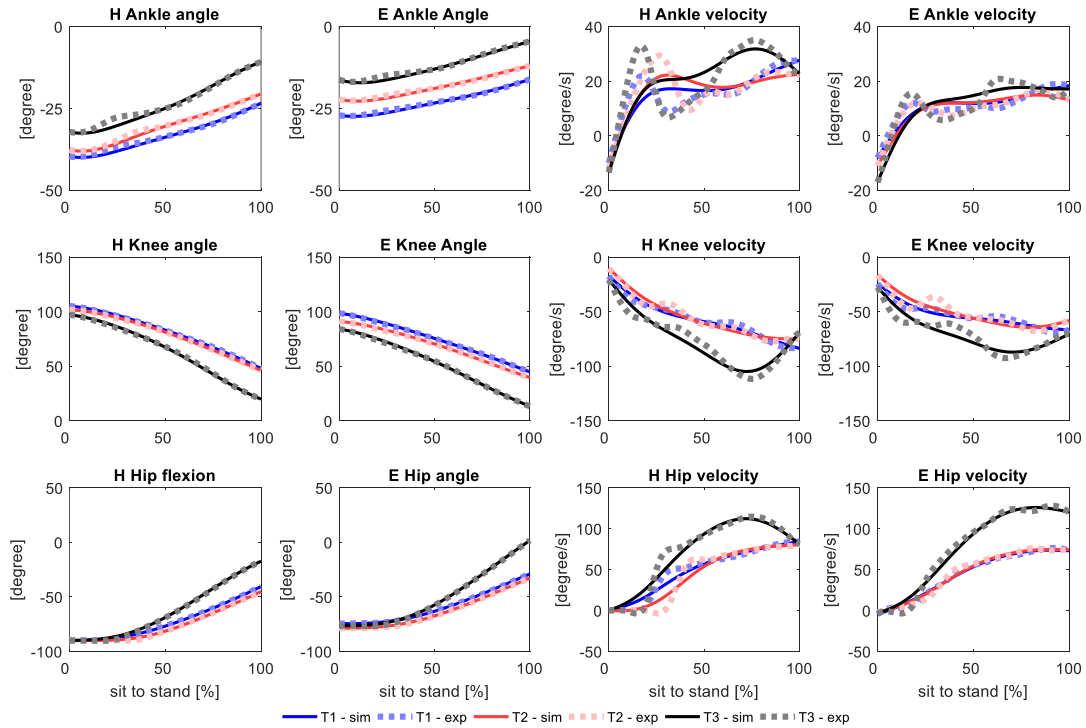 H Ankle angle
E Ankle Angle
H Ankle velocity
E Ankle velocity
[degree]
0
-25
-50
0
50
100
[degree]
0
-25
-50
0
50
100
[degree/s]
40
20
0
-20
0
50
100
[degree/s]
40
20
0
-20
0
50
100
H Knee angle
E Knee Angle
H Knee velocity
E Knee velocity
[degree]
150
100
50
0
0
50
100
[degree]
150
100
50
0
0
50
100
[degree/s]
0
-50
-100
-150
0
50
100
[degree/s]
0
-50
-100
-150
0
50
100
H Hip flexion
E Hip angle
H Hip velocity
E Hip velocity
[degree]
50
0
-50
-100
0
50
100
sit to stand [%]
[degree]
50
0
-50
-100
0
50
100
sit to stand [%]
[degree/s]
150
100
50
0
-50
0
50
100
sit to stand [%]
[degree/s]
150
100
50
0
-50
0
50
100
sit to stand [%]
T1 - sim T1 - exp T2 - sim T2 - exp T3 - sim T3 - exp